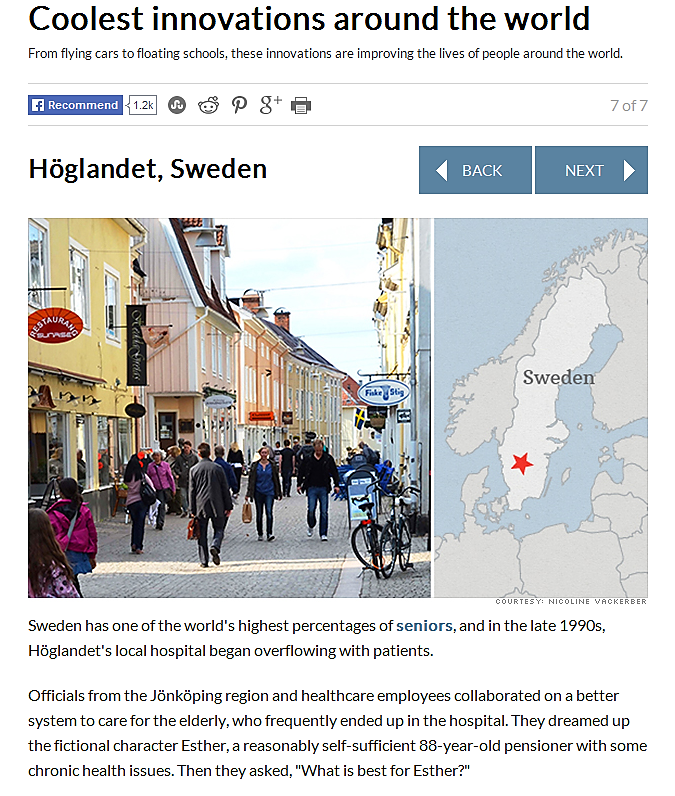 Coolest innovations around the world
From flying cars to floating schools, these innovations are improving the lives of people around the world.
Recommend 1.2k
7 of 7
Höglandet, Sweden
BACK
NEXT
RESTAURANG
SUNRISE
Fiske Stig
Sweden
COURTESY: NICOLINE VACKERBER
Sweden has one of the world's highest percentages of seniors, and in the late 1990s,
Höglandet's local hospital began overflowing with patients.
Officials from the Jönköping region and healthcare employees collaborated on a better
system to care for the elderly, who frequently ended up in the hospital. They dreamed up
the fictional character Esther, a reasonably self-sufficient 88-year-old pensioner with some
chronic health issues. Then they asked, "What is best for Esther?"